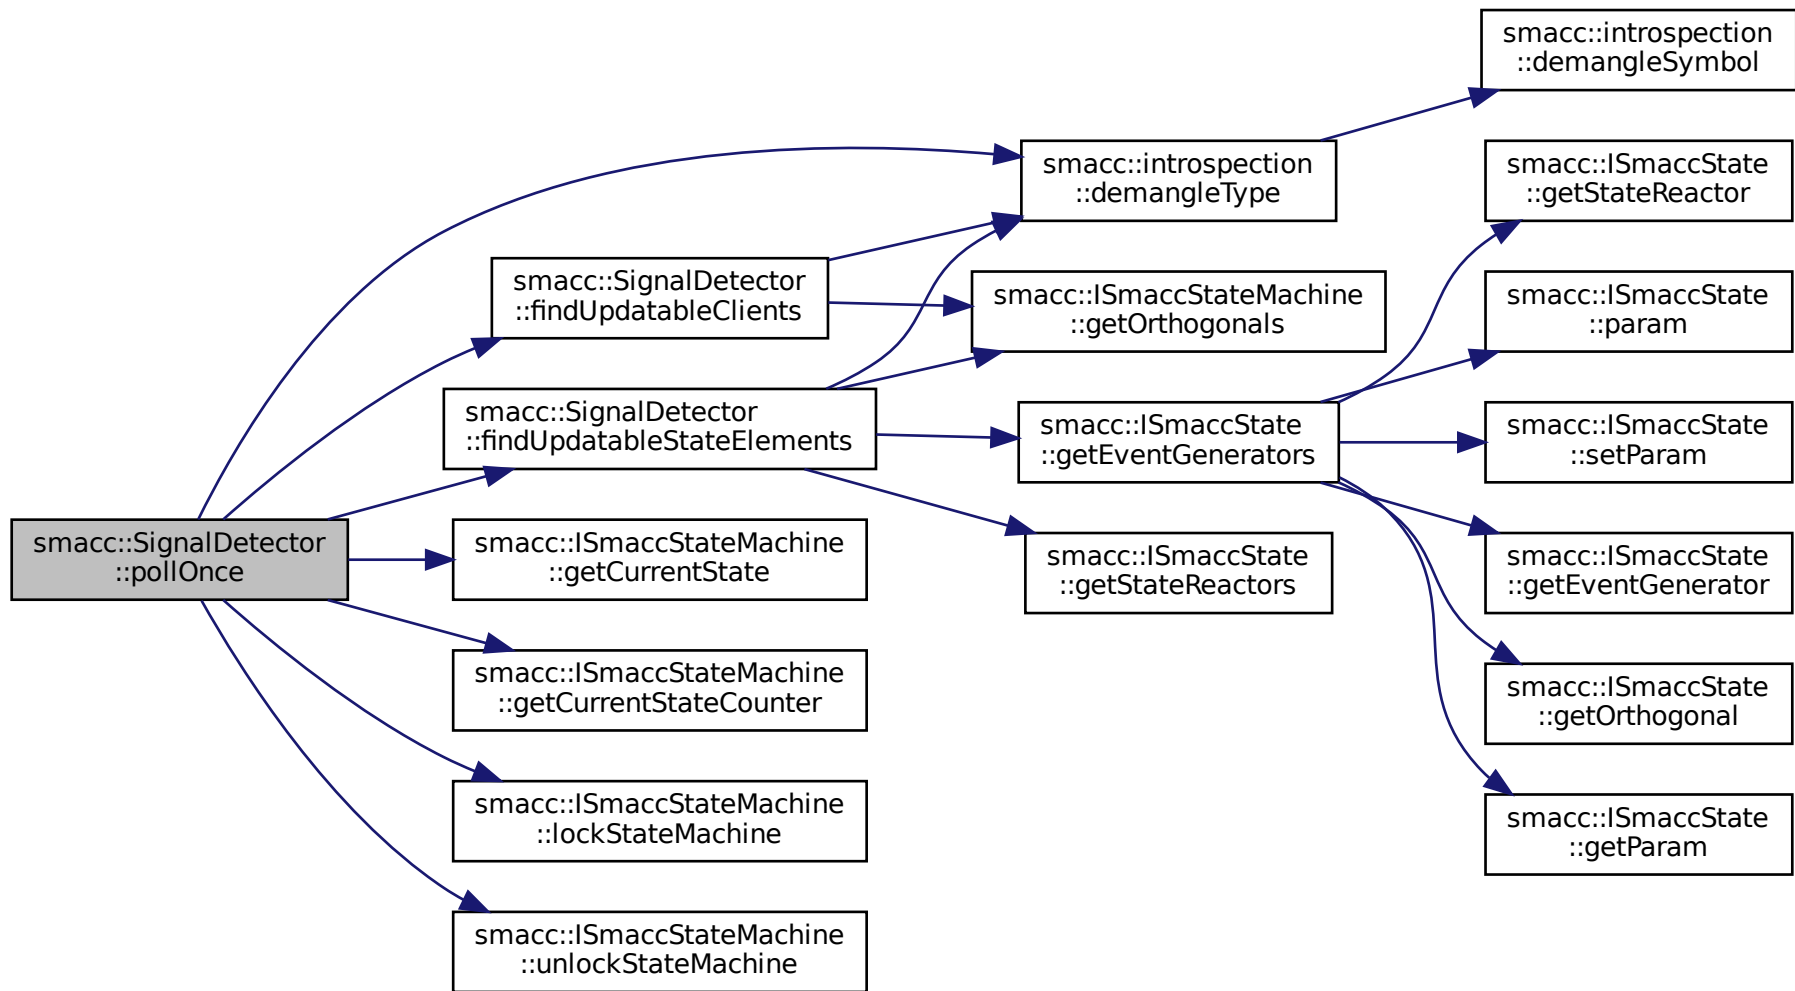 smacc::SignalDetector
::pollOnce
smacc::SignalDetector
::findUpdatableClients
smacc::SignalDetector
::findUpdatableStateElements
smacc::ISmaccStateMachine
::getCurrentState
smacc::ISmaccStateMachine
::getCurrentStateCounter
smacc::ISmaccStateMachine
::lockStateMachine
smacc::ISmaccStateMachine
::unlockStateMachine
smacc::introspection
::demangleType
smacc::ISmaccStateMachine
::getOrthogonals
smacc::ISmaccState
::getEventGenerators
smacc::ISmaccState
::getStateReactors
smacc::introspection
::demangleSymbol
smacc::ISmaccState
::getStateReactor
smacc::ISmaccState
::param
smacc::ISmaccState
::setParam
smacc::ISmaccState
::getEventGenerator
smacc::ISmaccState
::getOrthogonal
smacc::ISmaccState
::getParam